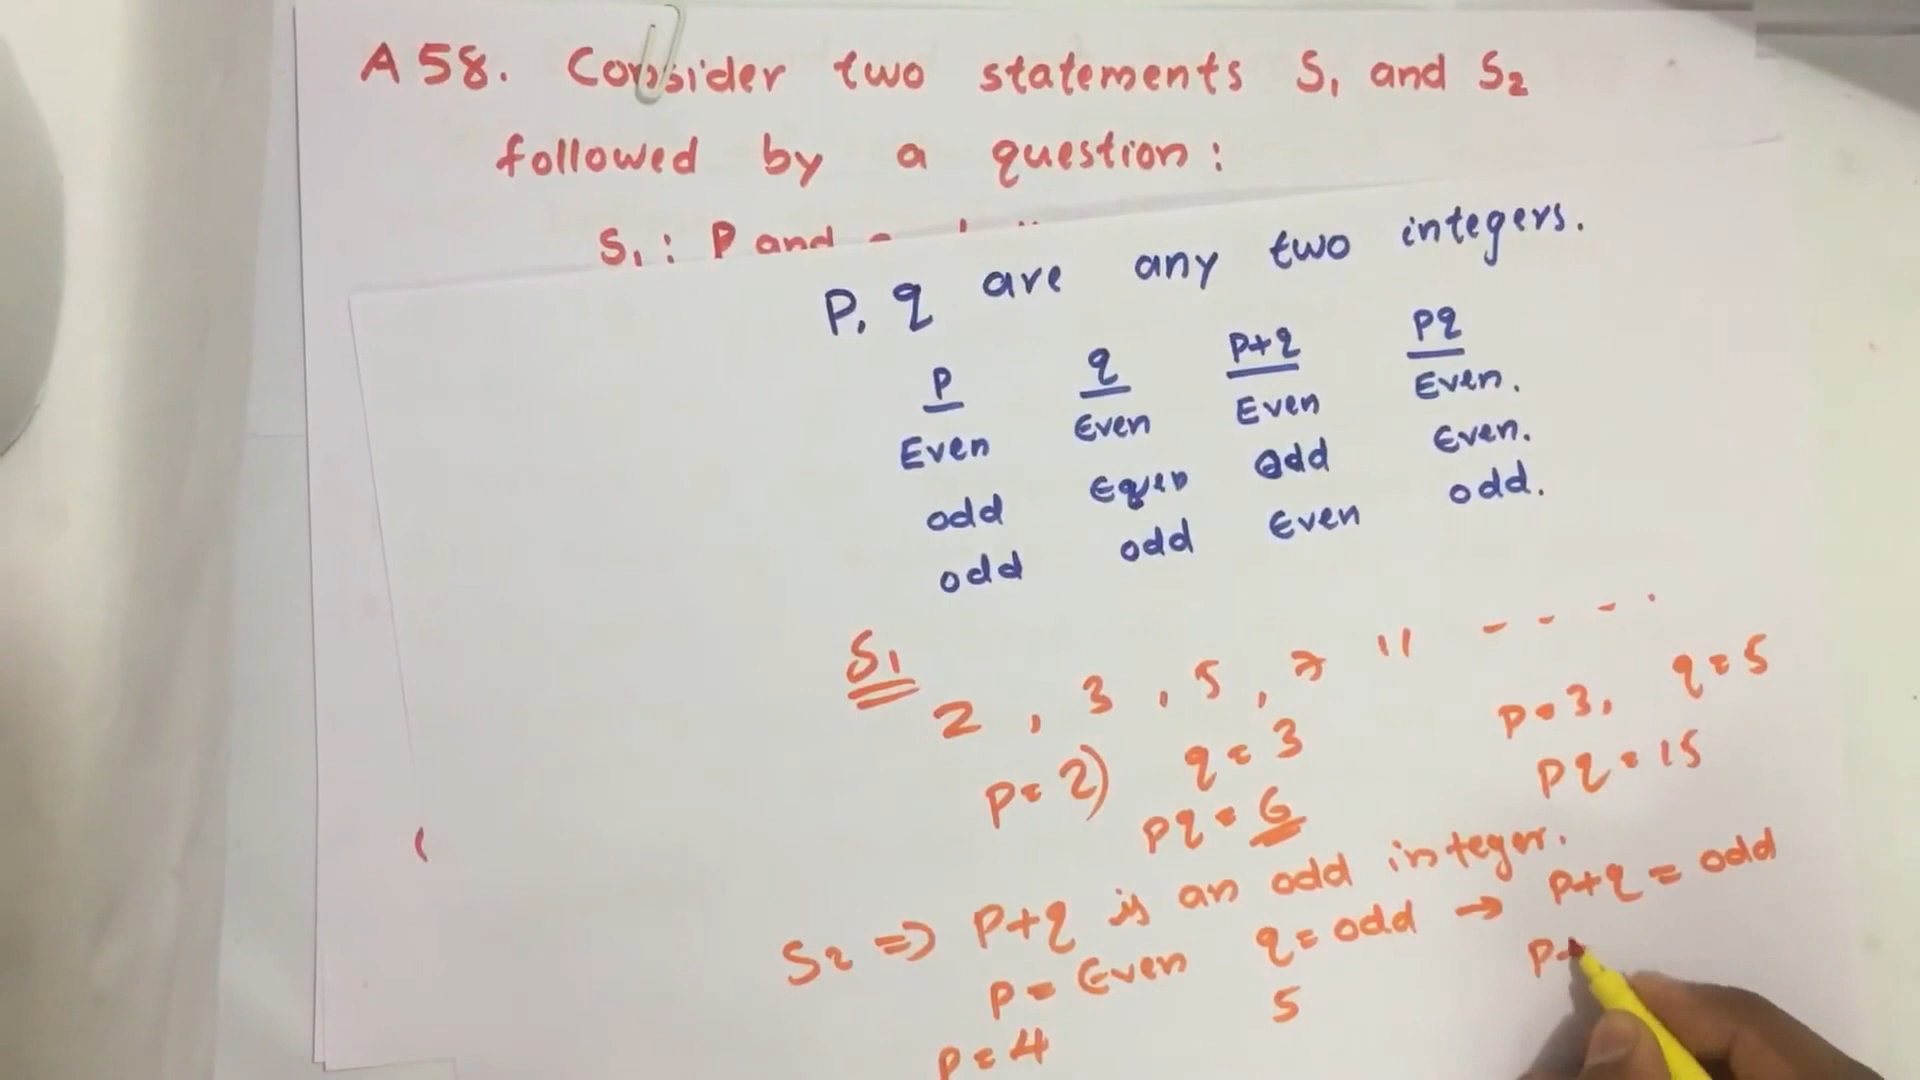 A 58. Consider two statements S₁ and S₂
followed by a question:
S₁ : P and
P, q are any two integers.
P q P+q Pq
Even Even Even Even.
odd Even odd Even.
odd odd Even odd.
S₁
2 , 3 , 5 , 7 11 - - - - .
P=2) q = 3 p=3, q=5
pq = 6 pq = 15
S₂ => P+q is an odd integer.
p = Even q = odd → p+q = odd
p = 4 5 p+